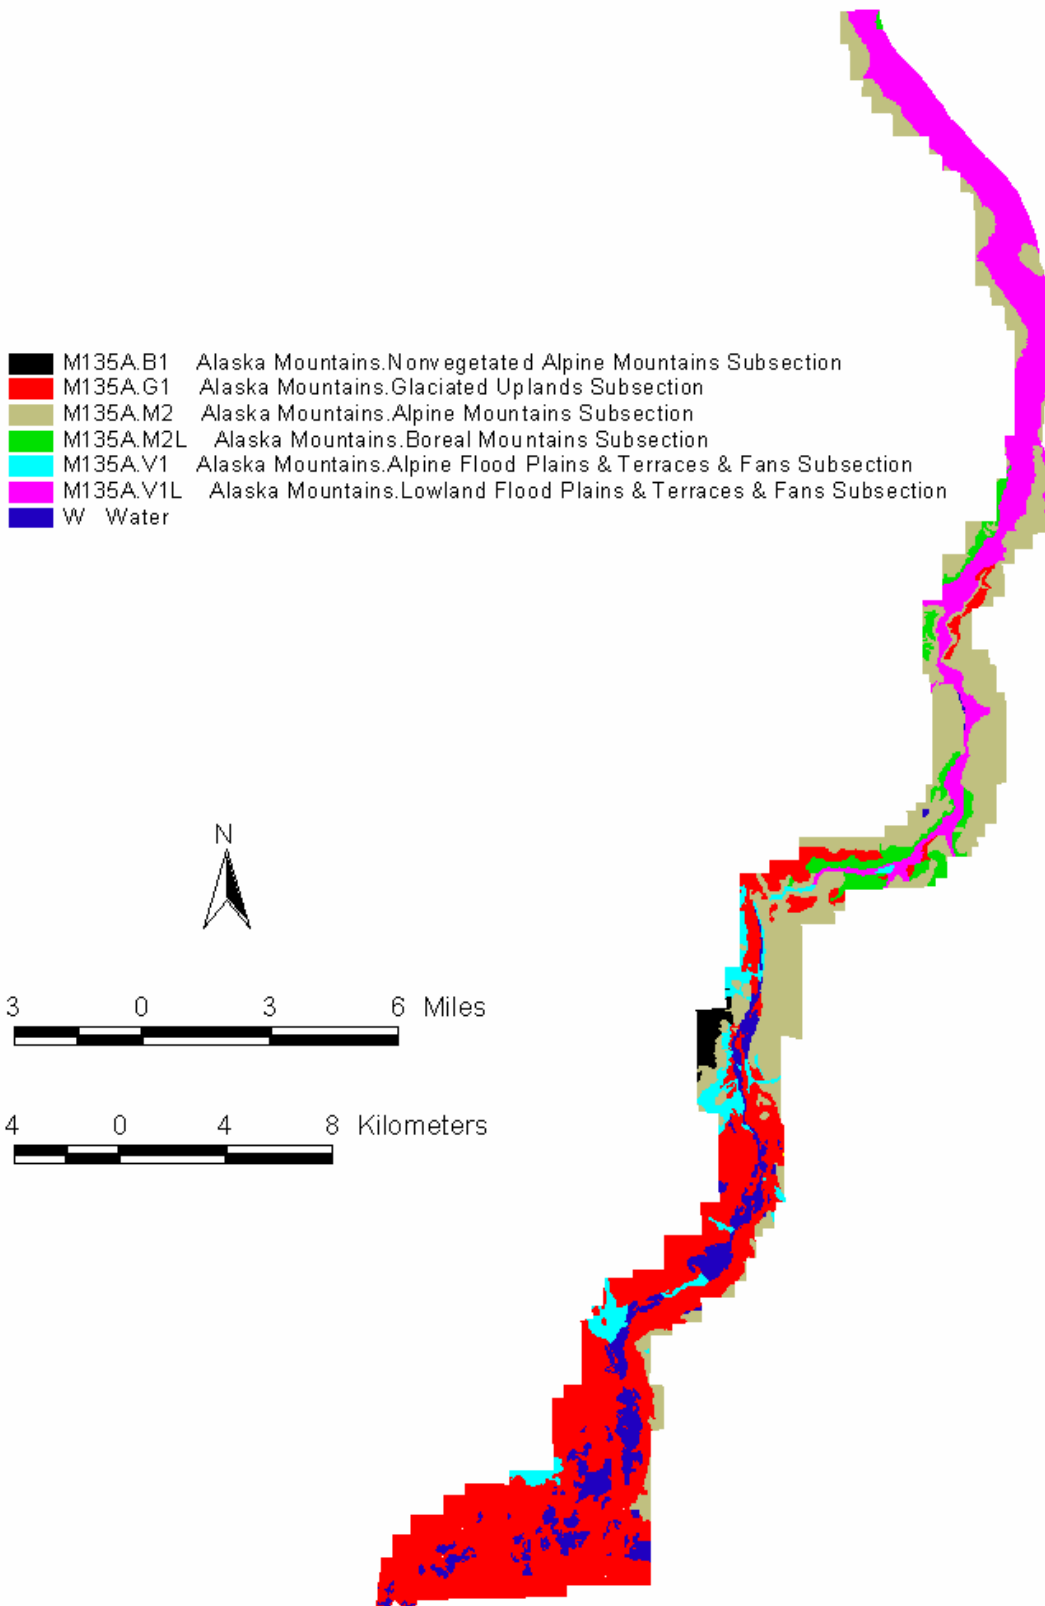 M135A.B1 Alaska Mountains.Nonvegetated Alpine Mountains Subsection
M135A.G1 Alaska Mountains.Glaciated Uplands Subsection
M135A.M2 Alaska Mountains.Alpine Mountains Subsection
M135A.M2L Alaska Mountains.Boreal Mountains Subsection
M135A.V1 Alaska Mountains.Alpine Flood Plains & Terraces & Fans Subsection
M135A.V1L Alaska Mountains.Lowland Flood Plains & Terraces & Fans Subsection
W Water
N
3 0 3 6 Miles
4 0 4 8 Kilometers